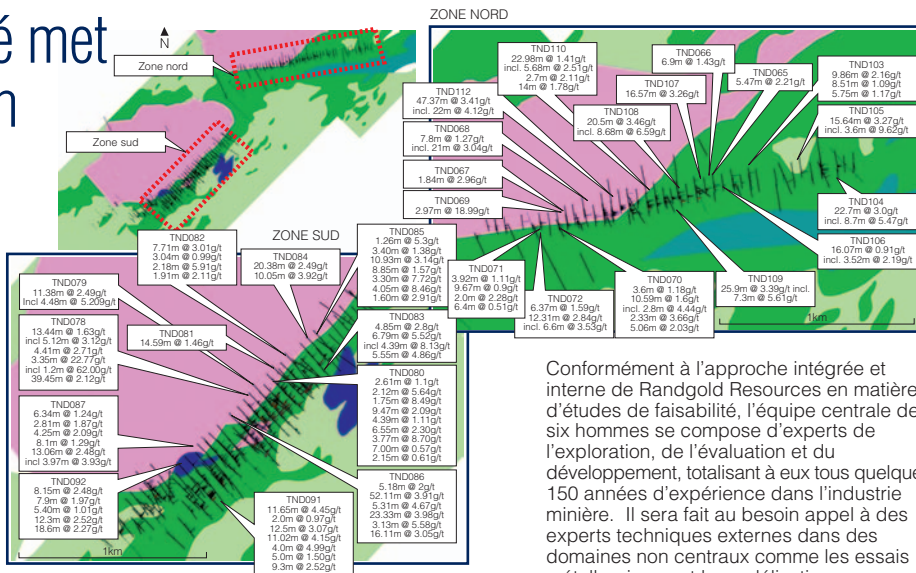 é met
N
Zone nord
Zone sud
ZONE NORD
TND110
22.98m @ 1.41g/t
incl. 5.68m @ 2.51g/t
2.7m @ 2.11g/t
14m @ 1.78g/t
TND066
6.9m @ 1.43g/t
TND107
16.57m @ 3.26g/t
TND065
5.47m @ 2.21g/t
TND103
9.86m @ 2.16g/t
8.51m @ 1.09g/t
5.75m @ 1.17g/t
TND112
47.37m @ 3.41g/t
incl. 22m @ 4.12g/t
TND108
20.5m @ 3.46g/t
incl. 8.68m @ 6.59g/t
TND105
15.64m @ 3.27g/t
incl. 3.6m @ 9.62g/t
TND068
7.8m @ 1.27g/t
incl. 21m @ 3.04g/t
TND067
1.84m @ 2.96g/t
TND069
2.97m @ 18.99g/t
TND104
22.7m @ 3.0g/t
incl. 8.7m @ 5.47g/t
TND106
16.07m @ 0.91g/t
incl. 3.52m @ 2.19g/t
TND071
3.92m @ 1.11g/t
9.67m @ 0.9g/t
2.0m @ 2.28g/t
6.4m @ 0.51g/t
TND072
6.37m @ 1.59g/t
12.31m @ 2.84g/t
incl. 6.6m @ 3.53g/t
TND070
3.6m @ 1.18g/t
10.59m @ 1.6g/t
incl. 2.8m @ 4.44g/t
2.33m @ 3.66g/t
5.06m @ 2.03g/t
TND109
25.9m @ 3.39g/t incl.
7.3m @ 5.61g/t
1km
ZONE SUD
TND082
7.71m @ 3.01g/t
3.04m @ 0.99g/t
2.18m @ 5.91g/t
1.91m @ 2.11g/t
TND084
20.38m @ 2.49g/t
10.05m @ 3.92g/t
TND085
1.26m @ 5.3g/t
3.40m @ 1.38g/t
10.93m @ 3.14g/t
8.85m @ 1.57g/t
3.30m @ 7.72g/t
4.05m @ 8.46g/t
1.60m @ 2.91g/t
TND079
11.38m @ 2.49g/t
Incl 4.48m @ 5.209g/t
TND081
14.59m @ 1.46g/t
TND078
13.44m @ 1.63g/t
incl 5.12m @ 3.12g/t
4.41m @ 2.71g/t
3.35m @ 22.77g/t
incl 1.2m @ 62.00g/t
39.45m @ 2.12g/t
TND083
4.85m @ 2.8g/t
6.79m @ 5.52g/t
incl 4.39m @ 8.13g/t
5.55m @ 4.86g/t
TND080
2.61m @ 1.1g/t
2.12m @ 5.64g/t
1.75m @ 8.49g/t
9.47m @ 2.09g/t
4.39m @ 1.11g/t
6.55m @ 2.30g/t
3.77m @ 8.70g/t
7.00m @ 0.57g/t
2.15m @ 0.61g/t
TND087
6.34m @ 1.24g/t
2.81m @ 1.87g/t
4.25m @ 2.09g/t
8.1m @ 1.29g/t
13.06m @ 2.48g/t
incl 3.97m @ 3.93g/t
TND092
8.15m @ 2.48g/t
7.9m @ 1.97g/t
5.40m @ 1.01g/t
12.3m @ 2.52g/t
18.6m @ 2.27g/t
TND086
5.18m @ 2g/t
52.11m @ 3.91g/t
5.31m @ 4.67g/t
23.33m @ 3.98g/t
3.13m @ 5.58g/t
16.11m @ 3.05g/t
TND091
11.65m @ 4.45g/t
2.0m @ 0.97g/t
12.5m @ 3.07g/t
11.02m @ 4.15g/t
4.0m @ 4.99g/t
5.0m @ 1.50g/t
9.3m @ 2.52g/t
1km
Conformément à l'approche intégrée et
interne de Randgold Resources en matière
d'études de faisabilité, l'équipe centrale de
six hommes se compose d'experts de
l'exploration, de l'évaluation et du
développement, totalisant à eux tous quelque
150 années d'expérience dans l'industrie
minière. Il sera fait au besoin appel à des
experts techniques externes dans des
domaines non centraux comme les essais